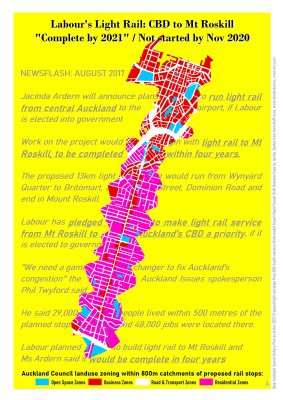 Labour's Light Rail: CBD to Mt Roskill
"Complete by 2021" / Not started by Nov 2020
NEWSFLASH: AUGUST 2017
Jacinda Ardern will announce plans to run light rail
from central Auckland to the airport, if Labour
is elected into government
Work on the project would with light rail to Mt
Roskill, to be completed within four years.
The proposed 13km light would run from Wynyard
Quarter to Britomart, Street, Dominion Road and
end in Mount Roskill.
Labour has pledged to make light rail service
from Mt Roskill to Auckland's CBD a priority, if it
is elected to government
"We need a game changer to fix Auckland's
congestion" the Auckland Issues spokesperson
Phil Twyford said
He said 29,000 people lived within 500 metres of the
planned stops and 48,000 jobs were located there.
Labour planned to build light rail to Mt Roskill and
Ms Ardern said it would be complete in four years
Auckland Council landuse zoning within 800m catchments of proposed rail stops:
Open Space Zones Business Zones Road & Transport Zones Residential Zones